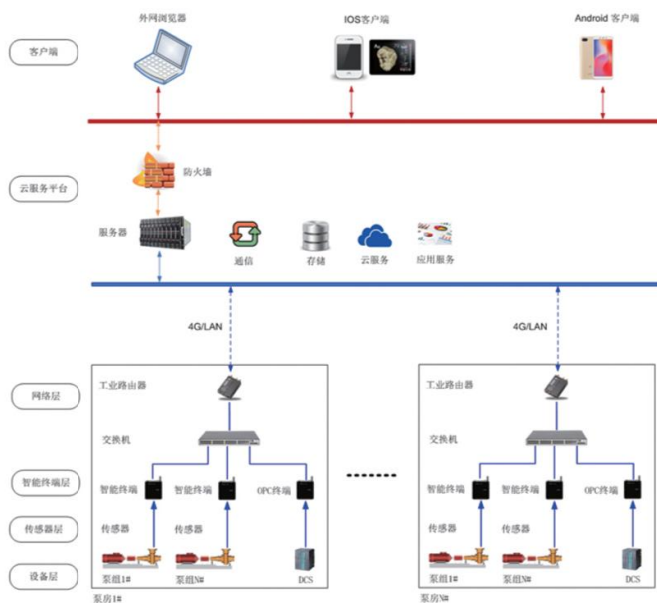 外网浏览器
IOS客户端
Android 客户端
客户端
防火墙
云服务平台
服务器
通信
存储
云服务
应用服务
4G/LAN
4G/LAN
工业路由器
工业路由器
网络层
交换机
交换机
智能终端层
智能终端
智能终端
OPC终端
智能终端
智能终端
OPC终端
传感器层
传感器
传感器
传感器
传感器
设备层
泵组1#
泵组N#
DCS
泵组1#
泵组N#
DCS
泵房1#
泵房N#